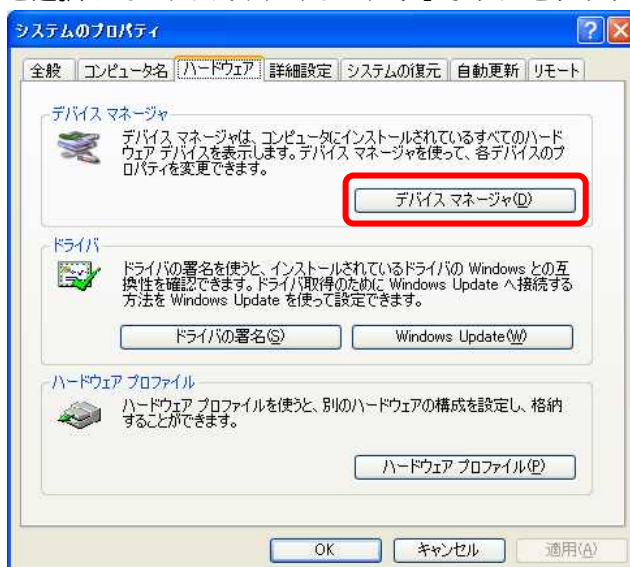 システムのプロパティ
全般 コンピュータ名 ハードウェア 詳細設定 システムの復元 自動更新 リモート
デバイス マネージャ
デバイス マネージャは、コンピュータにインストールされているすべてのハード
ウェア デバイスを表示します。デバイス マネージャを使って、各デバイスのプ
ロパティを変更できます。
デバイス マネージャ(D)
ドライバ
ドライバの署名を使うと、インストールされているドライバの Windows との互
換性を確認できます。ドライバ取得のために Windows Update へ接続する
方法を Windows Update を使って設定できます。
ドライバの署名(S) Windows Update(W)
ハードウェア プロファイル
ハードウェア プロファイルを使うと、別のハードウェアの構成を設定し、格納
することができます。
ハードウェア プロファイル(P)
OK キャンセル 適用(A)